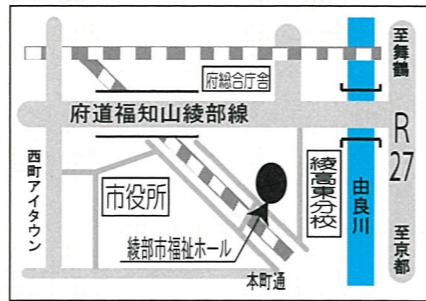 至舞鶴
府総合庁舎
府道福知山綾部線
R27
西町アイタウン
市役所
綾高東分校
由良川
綾部市福祉ホール
至京都
本町通